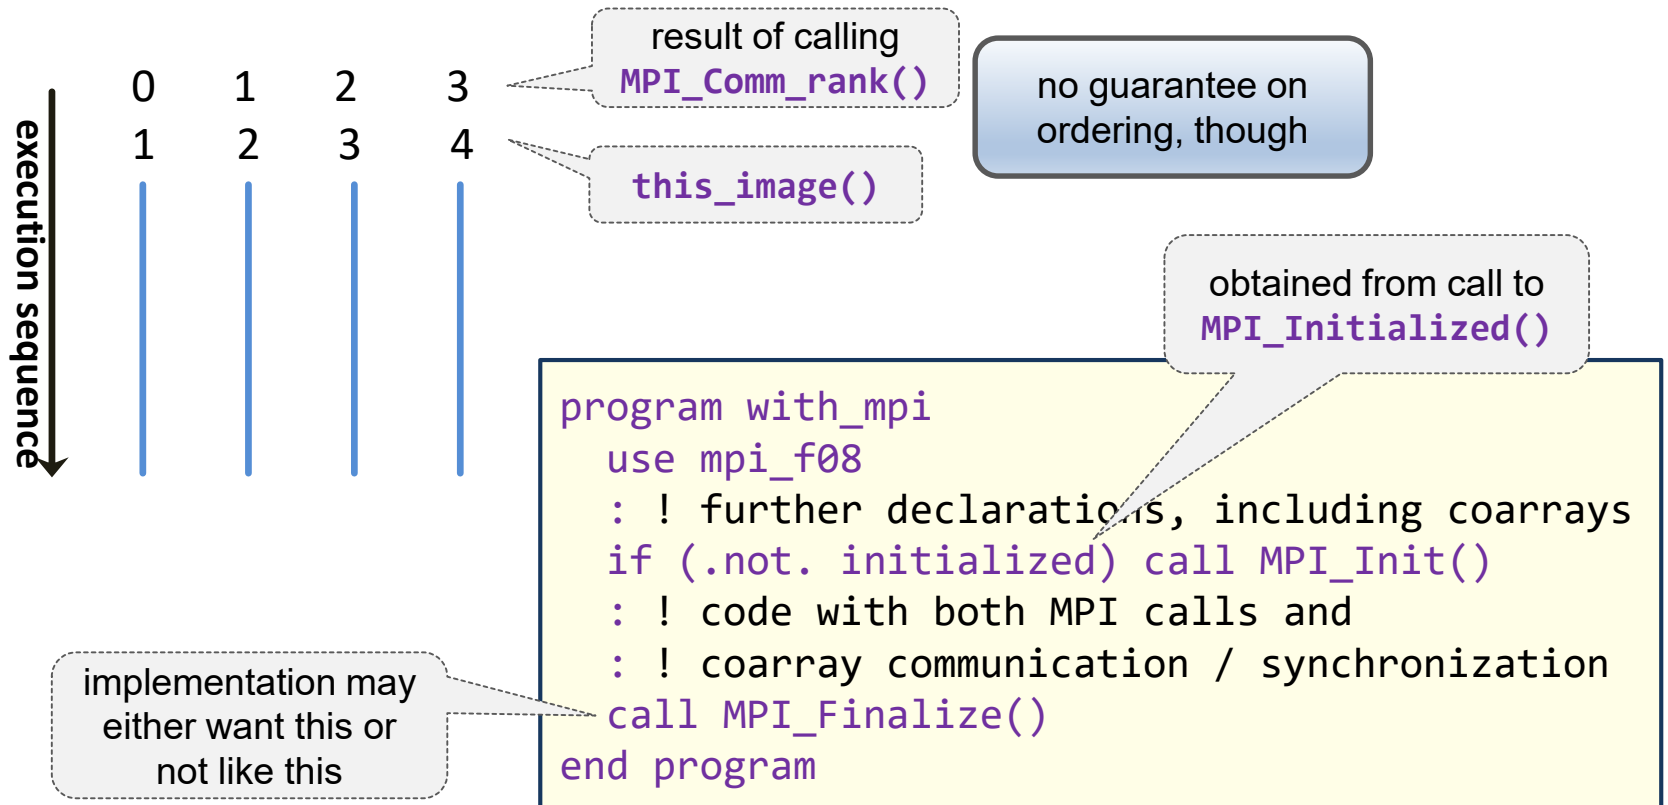 result of calling
MPI_Comm_rank()
0 1 2 3
1 2 3 4
this_image()
no guarantee on
ordering, though
execution sequence
obtained from call to
MPI_Initialized()
program with_mpi
use mpi_f08
: ! further declarations, including coarrays
if (.not. initialized) call MPI_Init()
: ! code with both MPI calls and
: ! coarray communication / synchronization
call MPI_Finalize()
end program
implementation may
either want this or
not like this